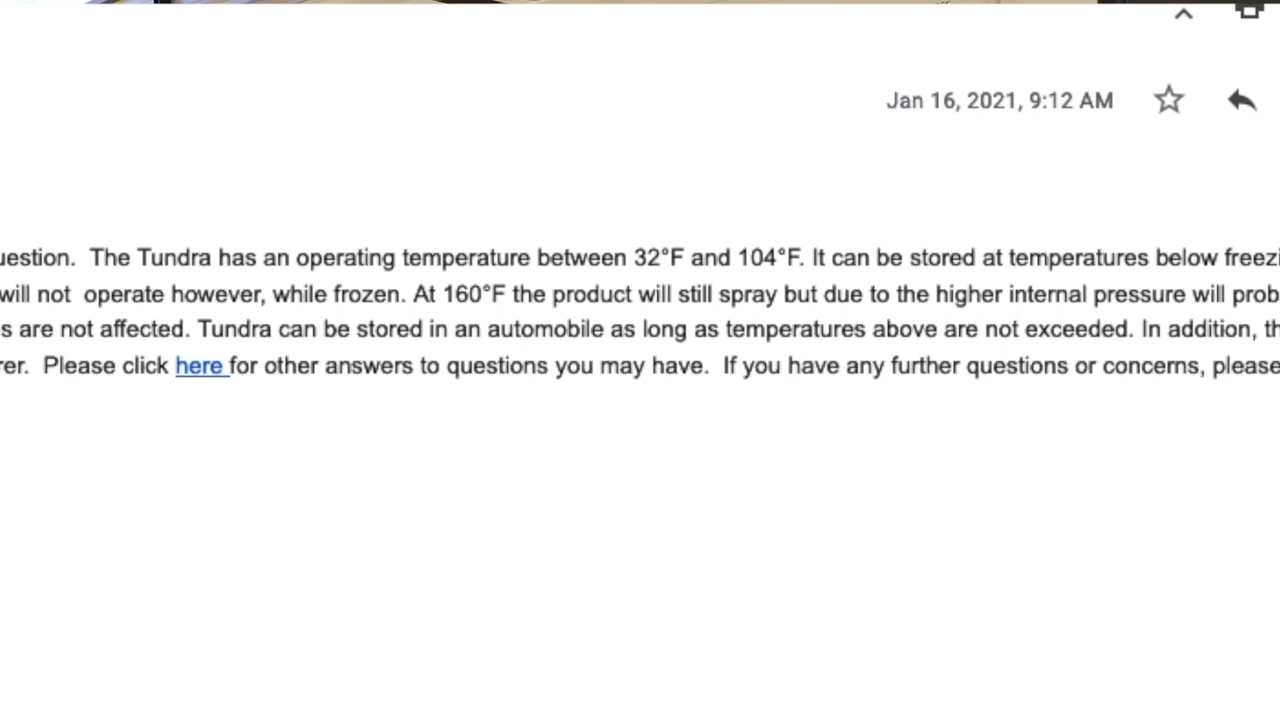 Jan 16, 2021, 9:12 AM
uestion.  The Tundra has an operating temperature between 32°F and 104°F. It can be stored at temperatures below freezi
will not  operate however, while frozen. At 160°F the product will still spray but due to the higher internal pressure will prob
s are not affected. Tundra can be stored in an automobile as long as temperatures above are not exceeded. In addition, th
rer.  Please click here for other answers to questions you may have.  If you have any further questions or concerns, please